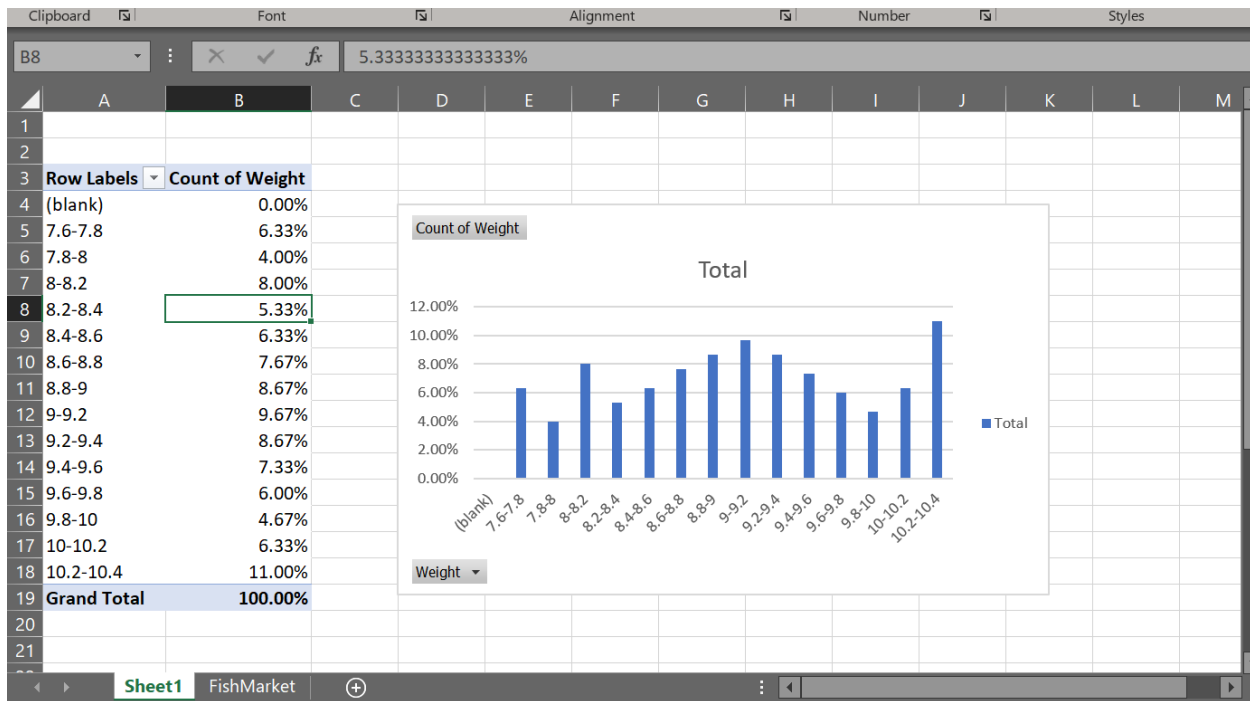 Clipboard Font Alignment Number Styles
B8 fx 5.33333333333333%
A B C D E F G H I J K L M
1
2
3 Row Labels Count of Weight
4 (blank) 0.00%
5 7.6-7.8 6.33%
6 7.8-8 4.00%
7 8-8.2 8.00%
8 8.2-8.4 5.33%
9 8.4-8.6 6.33%
10 8.6-8.8 7.67%
11 8.8-9 8.67%
12 9-9.2 9.67%
13 9.2-9.4 8.67%
14 9.4-9.6 7.33%
15 9.6-9.8 6.00%
16 9.8-10 4.67%
17 10-10.2 6.33%
18 10.2-10.4 11.00%
19 Grand Total 100.00%
20
21
Count of Weight
Total
12.00%
10.00%
8.00%
6.00%
4.00%
2.00%
0.00%
(blank) 7.6-7.8 7.8-8 8-8.2 8.2-8.4 8.4-8.6 8.6-8.8 8.8-9 9-9.2 9.2-9.4 9.4-9.6 9.6-9.8 9.8-10 10-10.2 10.2-10.4
Total
Weight
Sheet1 FishMarket